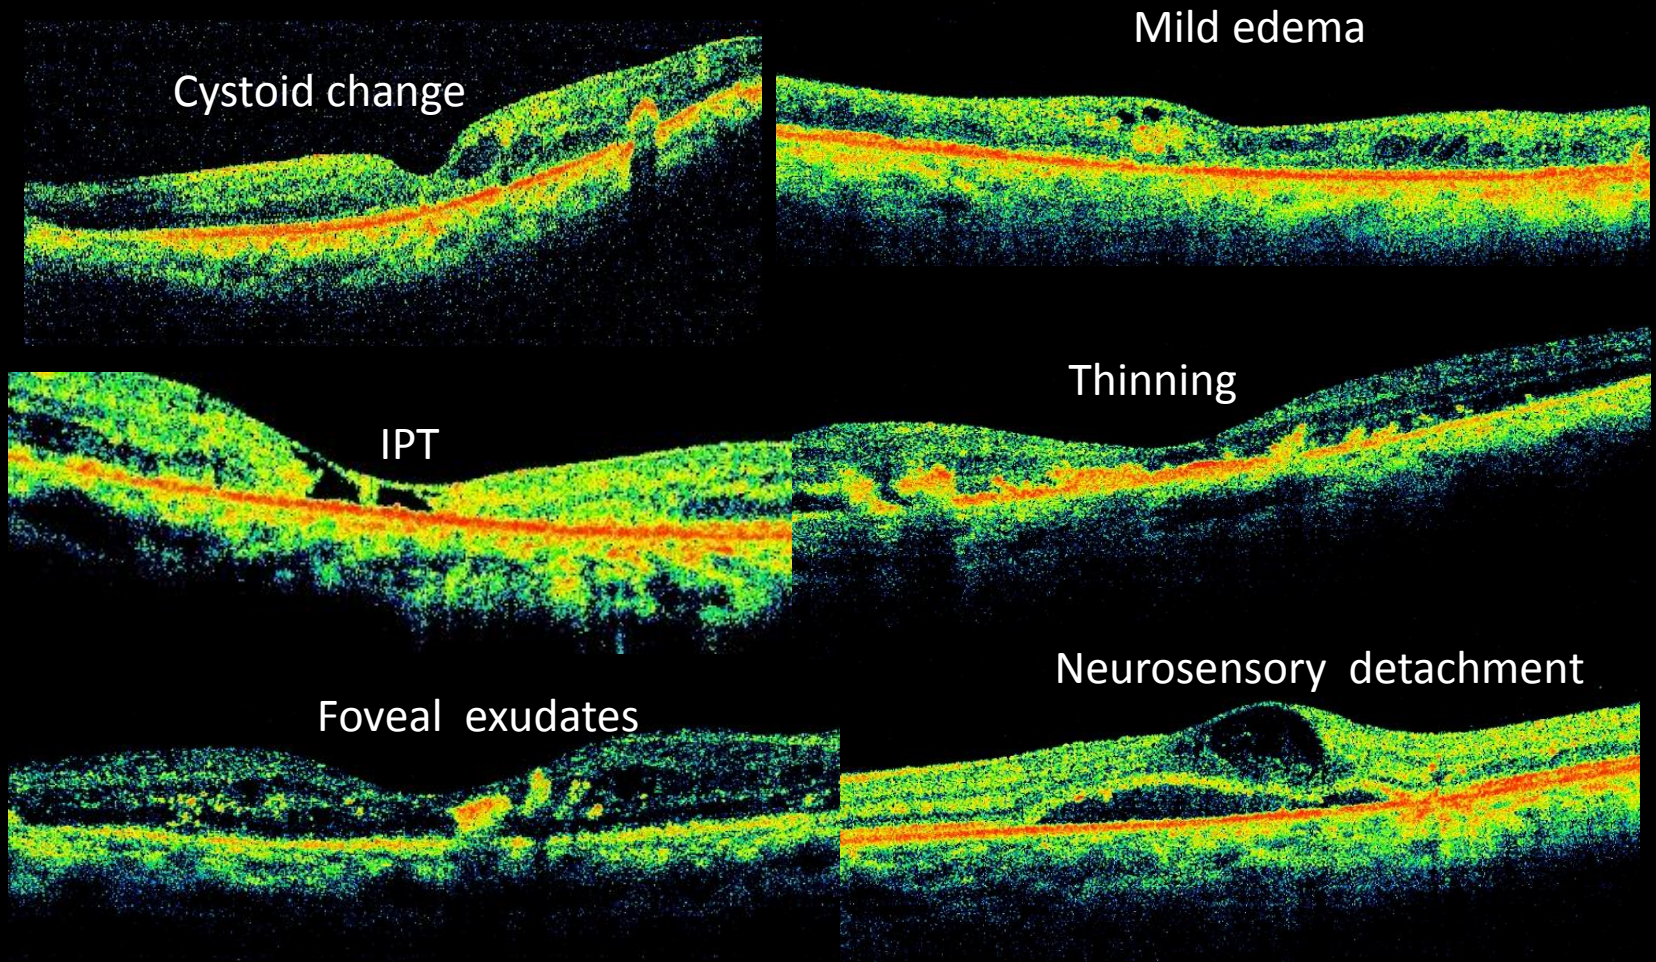 Cystoid change
Mild edema
IPT
Thinning
Foveal  exudates
Neurosensory  detachment